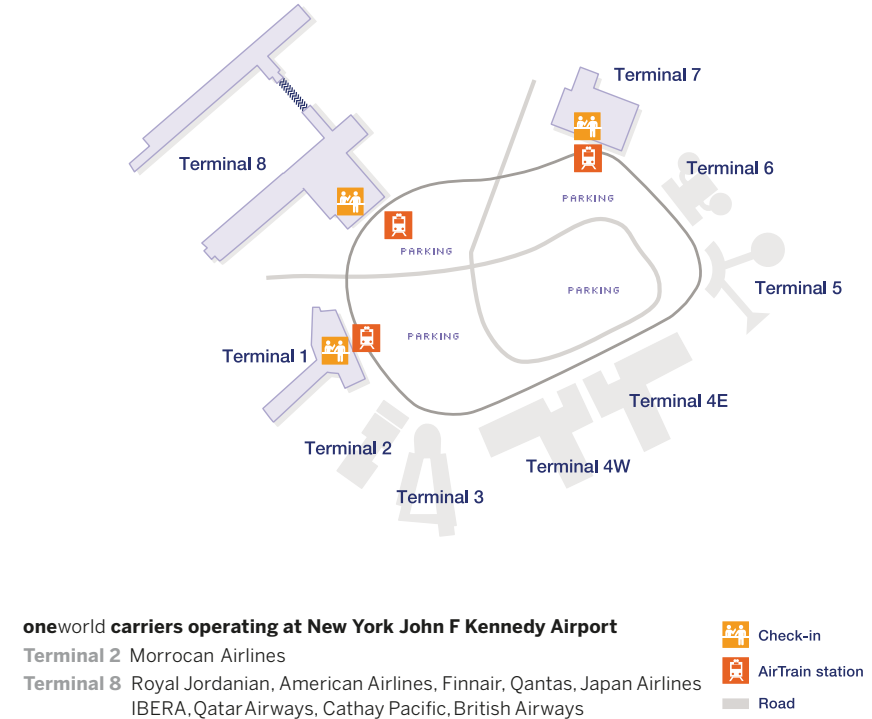 Terminal 7
Terminal 8
Terminal 6
PARKING
PARKING
Terminal 5
PARKING
PARKING
Terminal 1
Terminal 4E
Terminal 2
Terminal 4W
Terminal 3
oneworld carriers operating at New York John F Kennedy Airport
Terminal 2 Morrocan Airlines
Terminal 8 Royal Jordanian, American Airlines, Finnair, Qantas, Japan Airlines
IBERA, Qatar Airways, Cathay Pacific, British Airways
Check-in
AirTrain station
Road